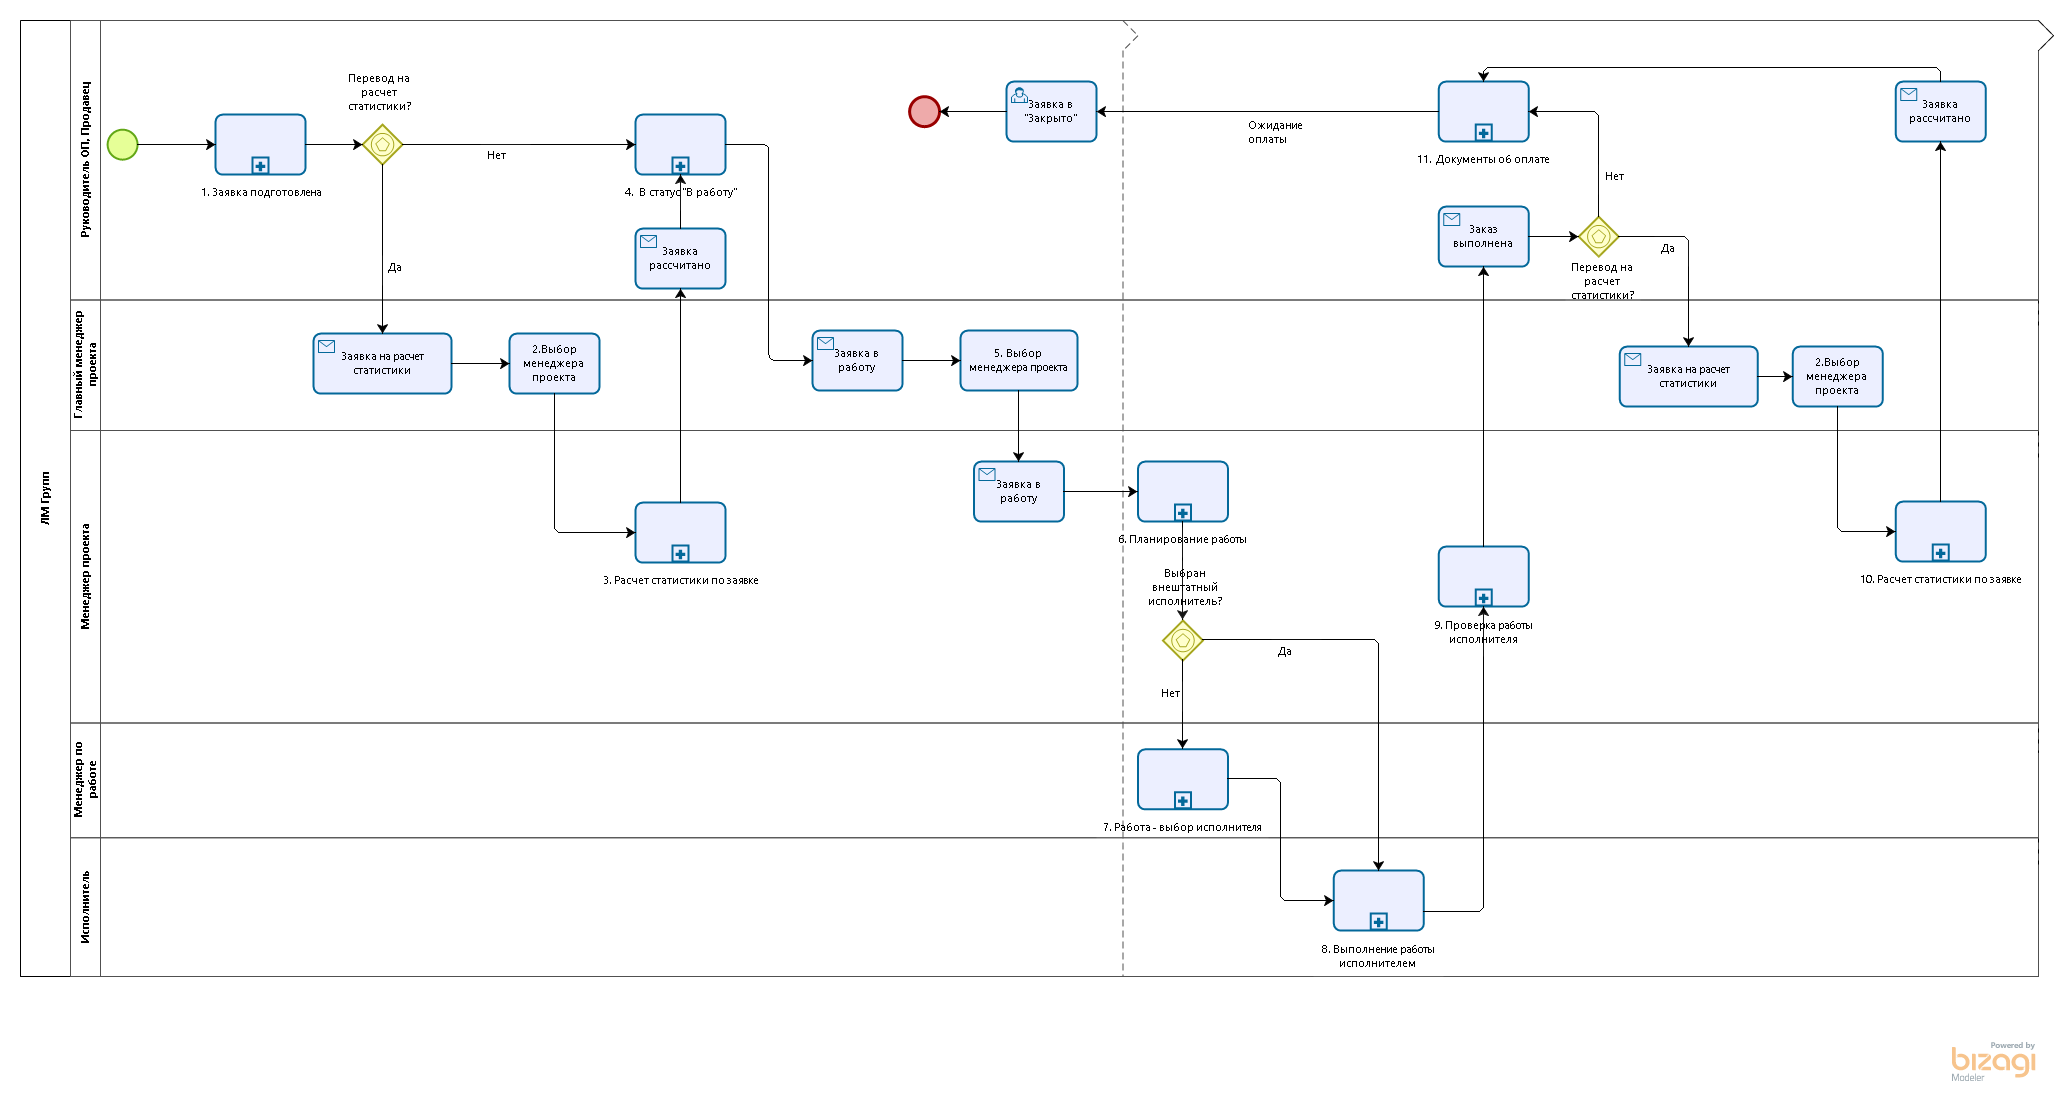 ЛМ Групп
Руководитель ОП, Продавец
Перевод на
расчет
статистики?
1. Заявка подготовлена
Нет
Да
4.  В статус "В работу"
Заявка
рассчитано
Заявка в
"Закрыто"
Ожидание
оплаты
11. Документы об оплате
Нет
Заказ
выполнена
Да
Перевод на
расчет
статистики?
Заявка
рассчитано
Главный менеджер
проекта
Заявка на расчет
статистики
2.Выбор
менеджера
проекта
Заявка в
работу
5. Выбор
менеджера проекта
Заявка на расчет
статистики
2.Выбор
менеджера
проекта
Менеджер проекта
3. Расчет статистики по заявке
Заявка в
работу
6. Планирование работы
Выбран
внештатный
исполнитель?
Да
Нет
9. Проверка работы
исполнителя
10. Расчет статистики по заявке
Менеджер по
работе
7. Работа - выбор исполнителя
Исполнитель
8. Выполнение работы
исполнителем
Powered by
bizagi
Modeler